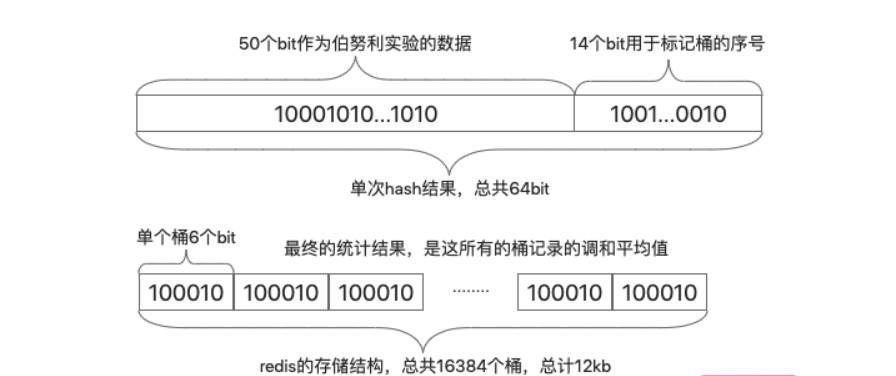 50个bit作为伯努利实验的数据
14个bit用于标记桶的序号
10001010...1010
1001...0010
单次hash结果，总共64bit
单个桶6个bit
最终的统计结果，是这所有的桶记录的调和平均值
100010 100010 100010 ........ 100010 100010
redis的存储结构，总共16384个桶，总计12kb